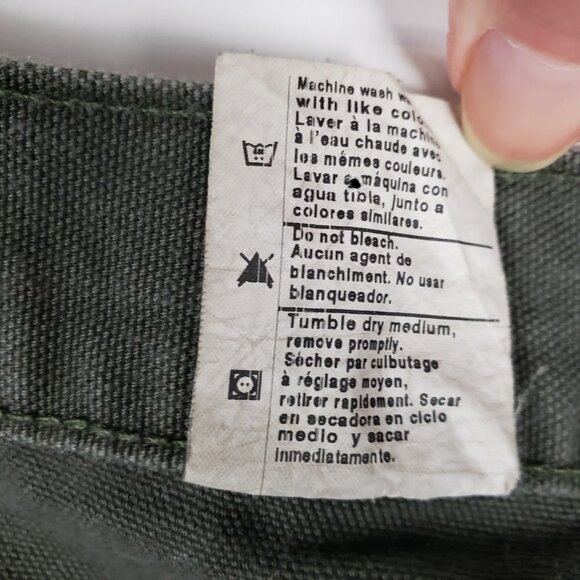 Machine wash
with like
Laver à la
à l'eau chaude avec
les mêmes couleurs.
Lavar a máquina con
agua tibia, junto a
colores similares.
Do not bleach.
Aucun agent de
blanchiment. No usar
blanqueador.
Tumble dry medium,
remove promptly.
Sécher par culbutage
à réglage moyen,
retirer rapidement. Secar
en secadora en ciclo
medio y sacar
inmediatamente.